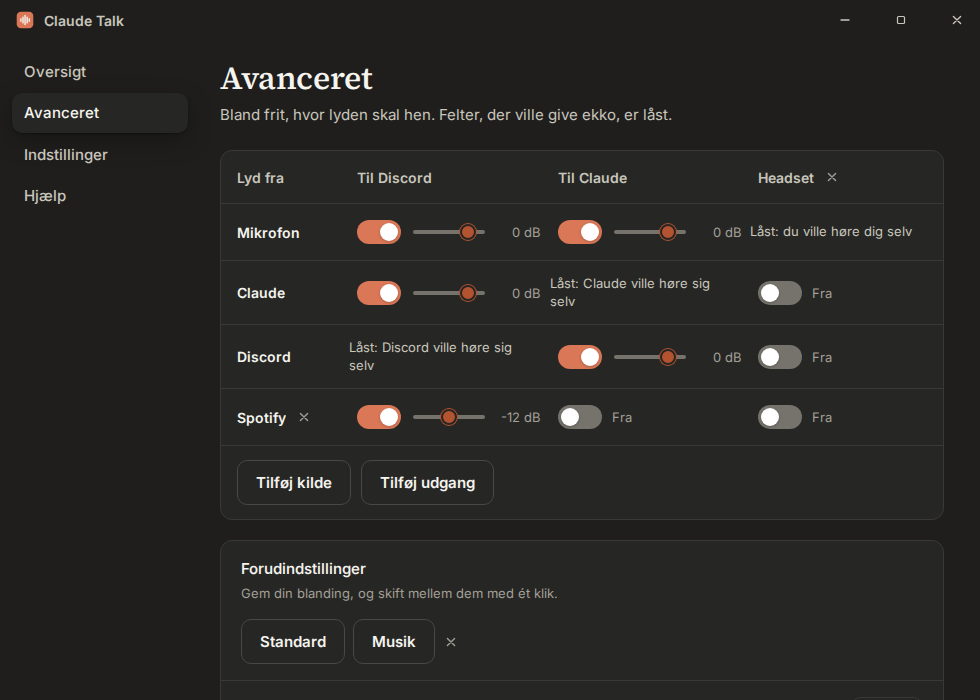 Claude Talk
Oversigt
Avanceret
Indstillinger
Hjælp
Avanceret
Bland frit, hvor lyden skal hen. Felter, der ville give ekko, er låst.
Lyd fra Til Discord Til Claude Headset
Mikrofon 0 dB 0 dB Låst: du ville høre dig selv
Claude 0 dB Låst: Claude ville høre sig
selv
Fra
Discord Låst: Discord ville høre sig
selv
0 dB Fra
Spotify -12 dB Fra Fra
Tilføj kilde Tilføj udgang
Forudindstillinger
Gem din blanding, og skift mellem dem med ét klik.
Standard Musik